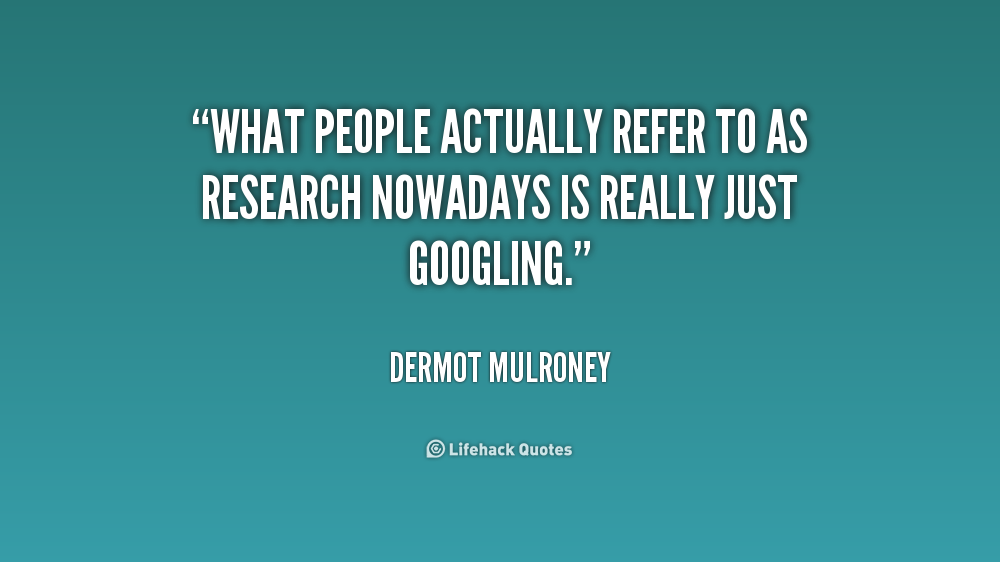 “WHAT PEOPLE ACTUALLY REFER TO AS
RESEARCH NOWADAYS IS REALLY JUST
GOOGLING.”
DERMOT MULRONEY
Lifehack Quotes